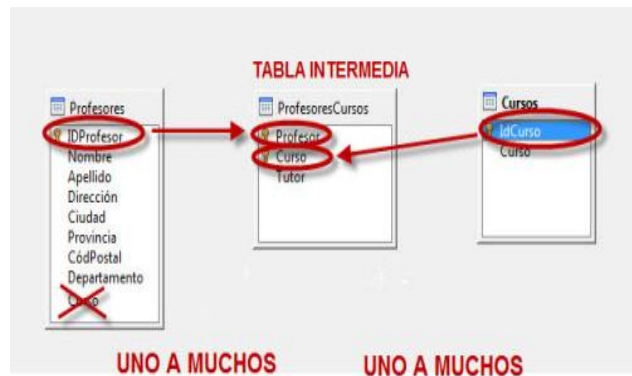 TABLA INTERMEDIA
Profesores
IDProfesor
Nombre
Apellido
Dirección
Ciudad
Provincia
CódPostal
Departamento
ProfesoresCursos
Profesor
Curso
Tutor
Cursos
IdCurso
Curso
UNO A MUCHOS
UNO A MUCHOS